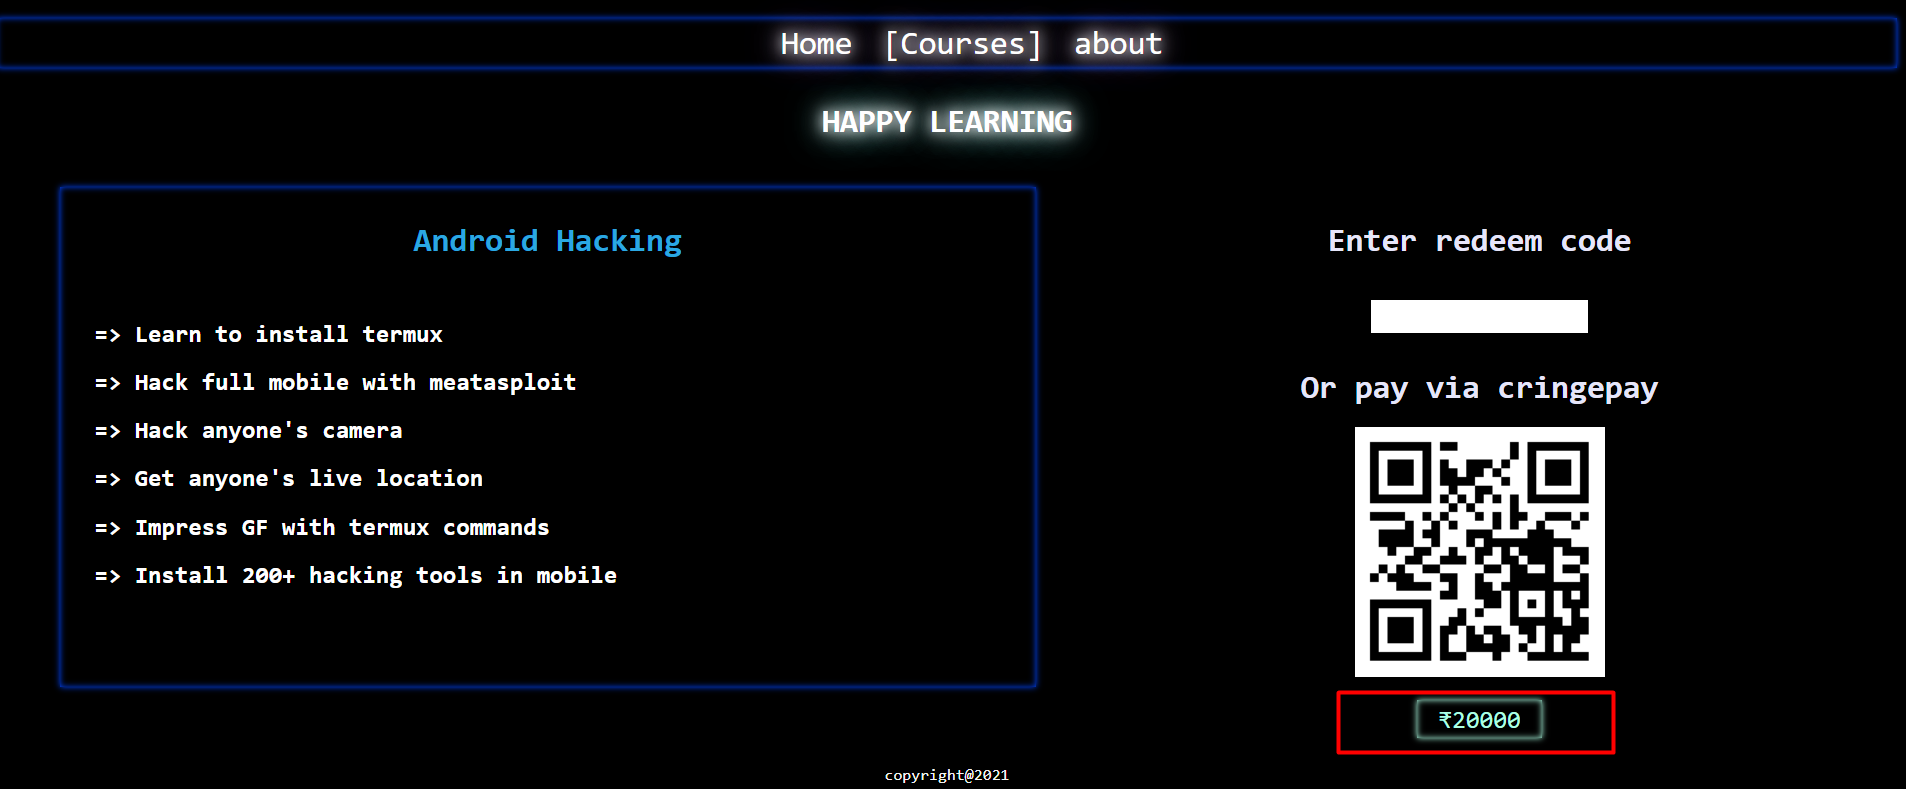 Home [Courses] about
HAPPY LEARNING
Android Hacking
=> Learn to install termux
=> Hack full mobile with meatasploit
=> Hack anyone's camera
=> Get anyone's live location
=> Impress GF with termux commands
=> Install 200+ hacking tools in mobile
Enter redeem code
Or pay via cringepay
₹20000
copyright@2021